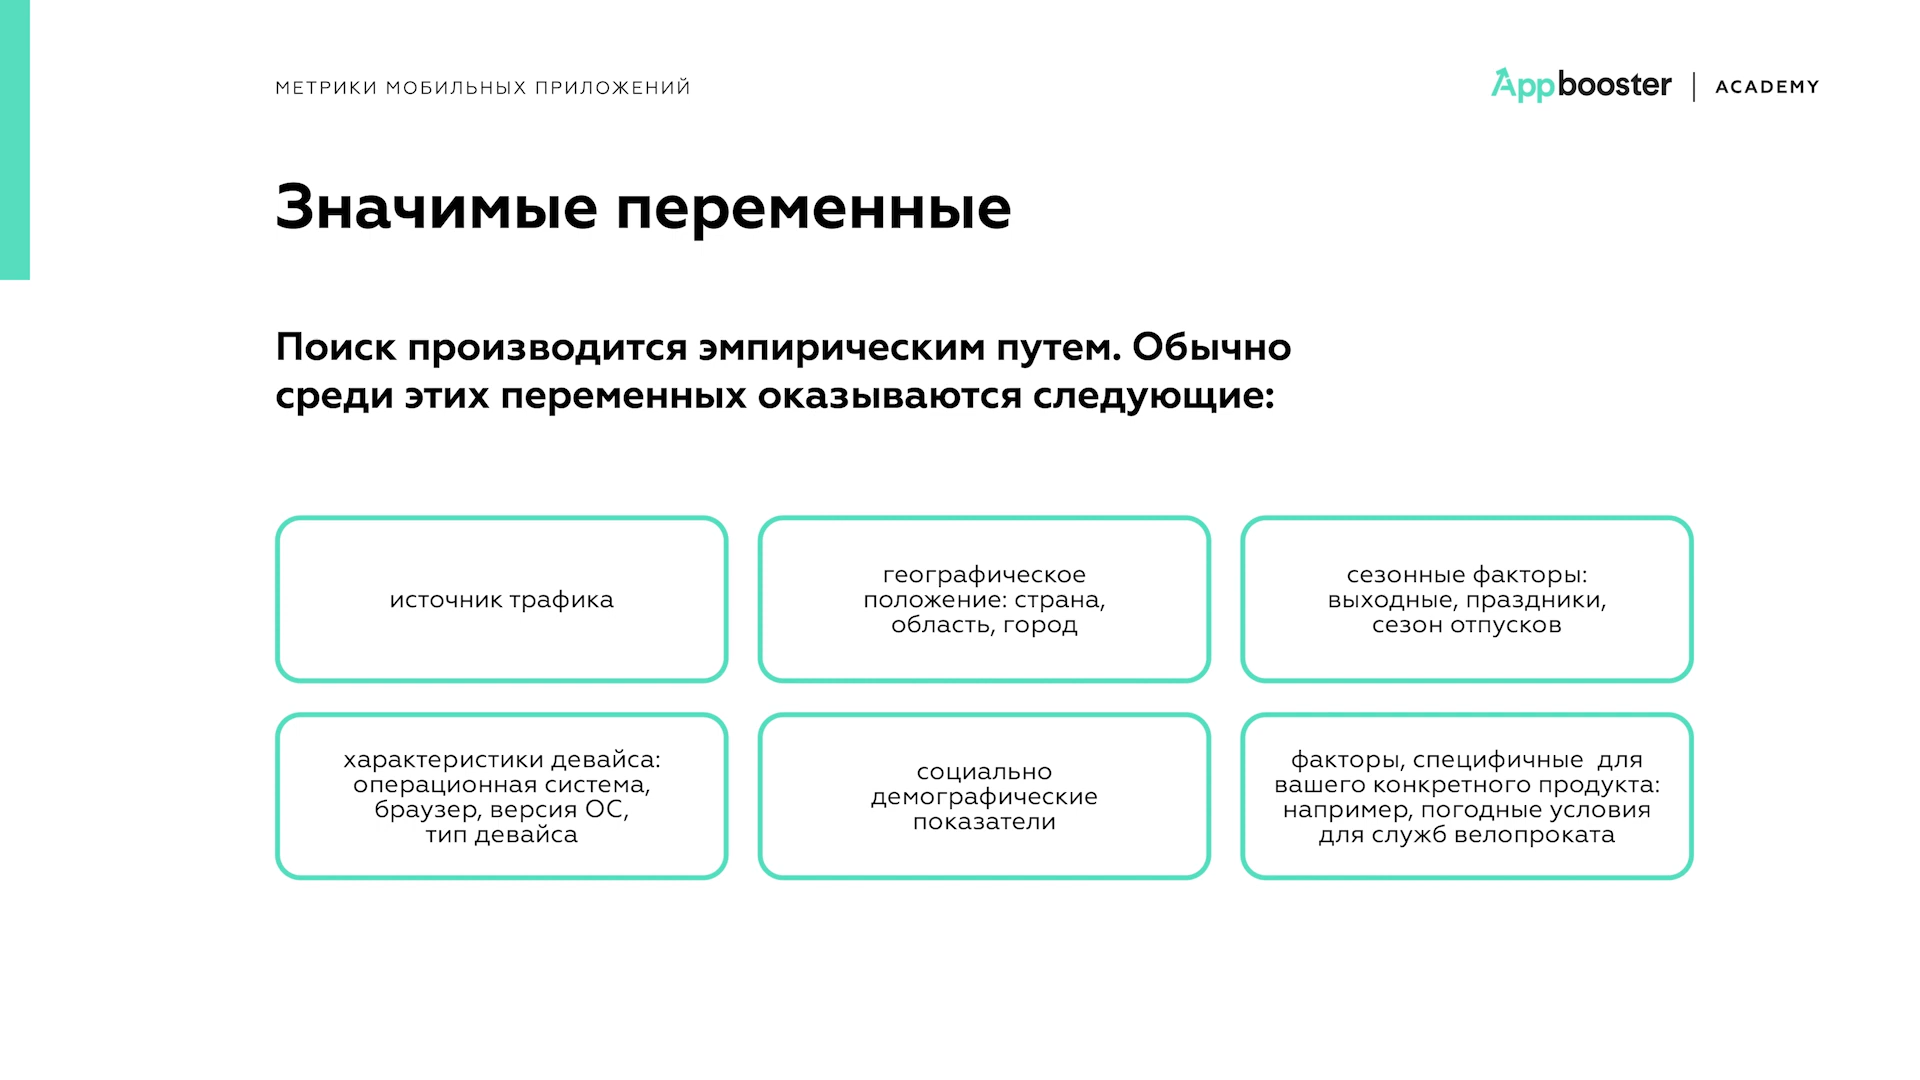 МЕТРИКИ МОБИЛЬНЫХ ПРИЛОЖЕНИЙ
Appbooster | ACADEMY
Значимые переменные
Поиск производится эмпирическим путем. Обычно
среди этих переменных оказываются следующие:
источник трафика
географическое
положение: страна,
область, город
сезонные факторы:
выходные, праздники,
сезон отпусков
характеристики девайса:
операционная система,
браузер, версия ОС,
тип девайса
социально
демографические
показатели
факторы, специфичные для
вашего конкретного продукта:
например, погодные условия
для служб велопроката